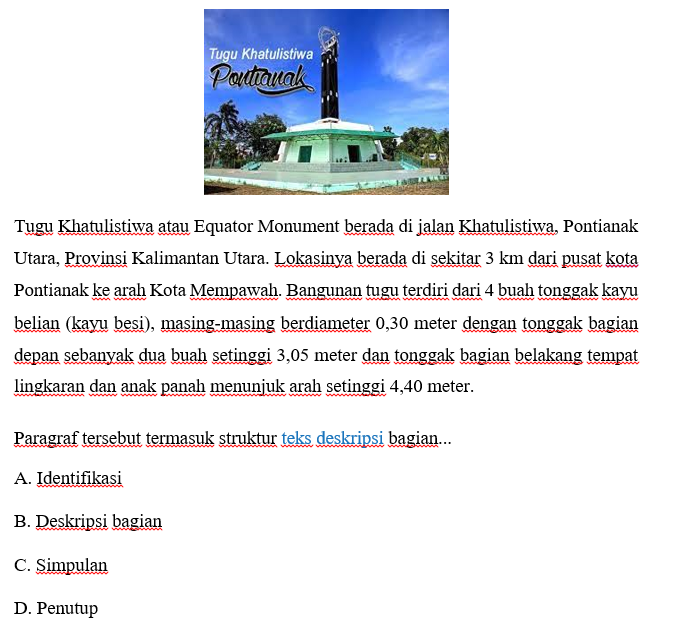 Tugu Khatulistiwa
Pontianak
Tugu Khatulistiwa atau Equator Monument berada di jalan Khatulistiwa, Pontianak
Utara, Provinsi Kalimantan Utara. Lokasinya berada di sekitar 3 km dari pusat kota
Pontianak ke arah Kota Mempawah. Bangunan tugu terdiri dari 4 buah tonggak kayu
belian (kayu besi), masing-masing berdiameter 0,30 meter dengan tonggak bagian
depan sebanyak dua buah setinggi 3,05 meter dan tonggak bagian belakang tempat
lingkaran dan anak panah menunjuk arah setinggi 4,40 meter.
Paragraf tersebut termasuk struktur teks deskripsi bagian...
A. Identifikasi
B. Deskripsi bagian
C. Simpulan
D. Penutup